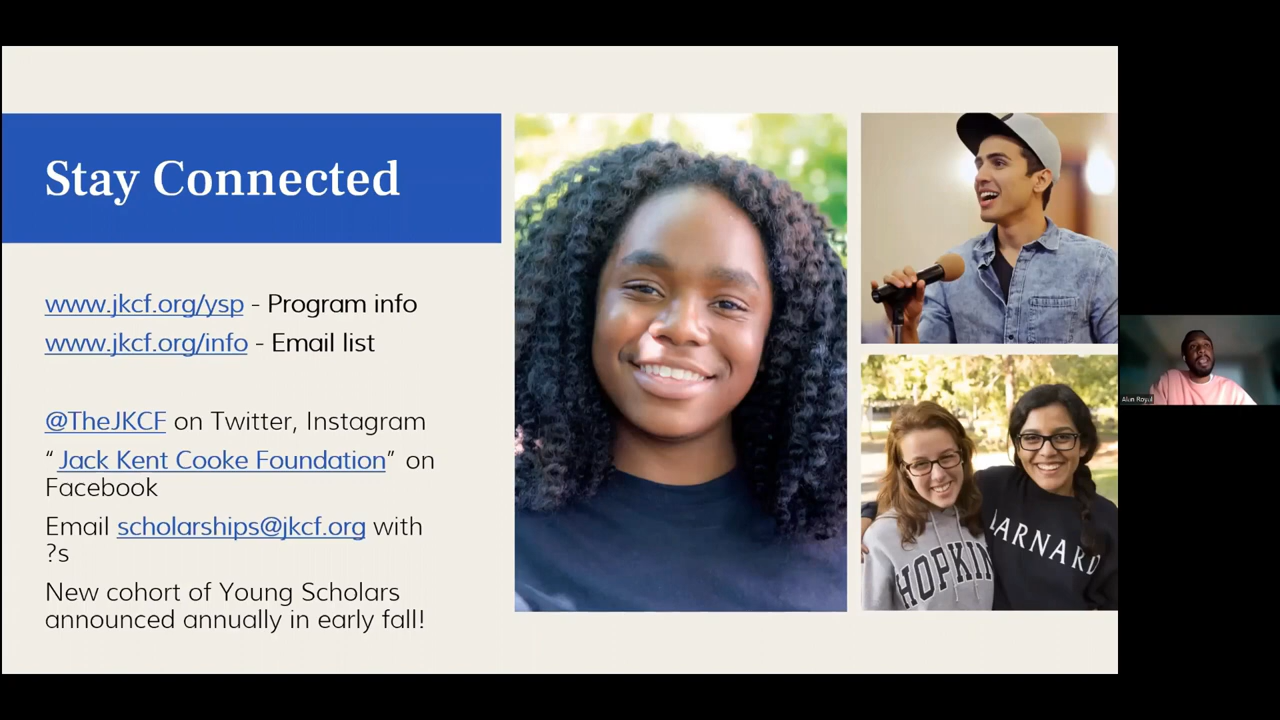 Stay Connected
www.jkcf.org/ysp - Program info
www.jkcf.org/info - Email list
@TheJKCF on Twitter, Instagram
“ Jack Kent Cooke Foundation” on
Facebook
Email scholarships@jkcf.org with
?s
New cohort of Young Scholars
announced annually in early fall!
HOPKIN
BARNARD
Alan Royal